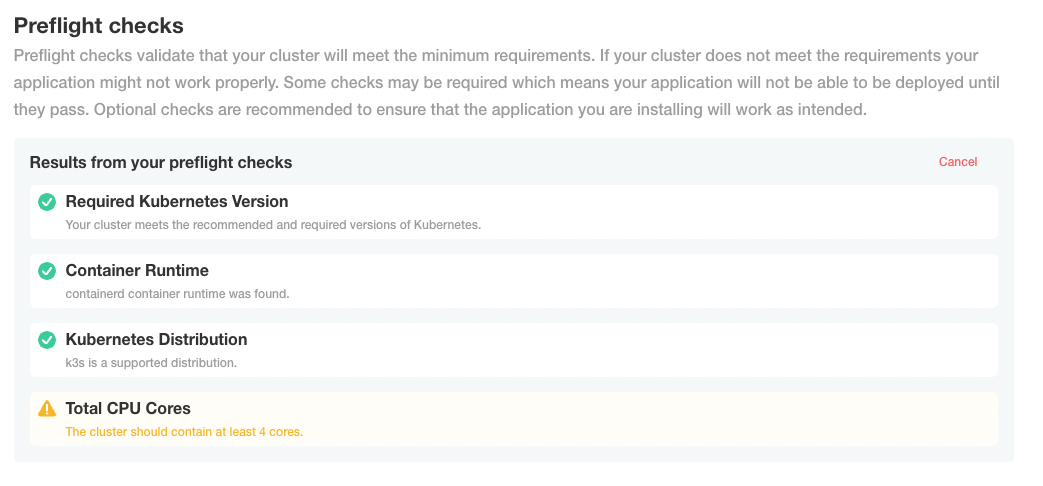 Preflight checks
Preflight checks validate that your cluster will meet the minimum requirements. If your cluster does not meet the requirements your
application might not work properly. Some checks may be required which means your application will not be able to be deployed until
they pass. Optional checks are recommended to ensure that the application you are installing will work as intended.
Results from your preflight checks
Cancel
Required Kubernetes Version
Your cluster meets the recommended and required versions of Kubernetes.
Container Runtime
containerd container runtime was found.
Kubernetes Distribution
k3s is a supported distribution.
Total CPU Cores
The cluster should contain at least 4 cores.